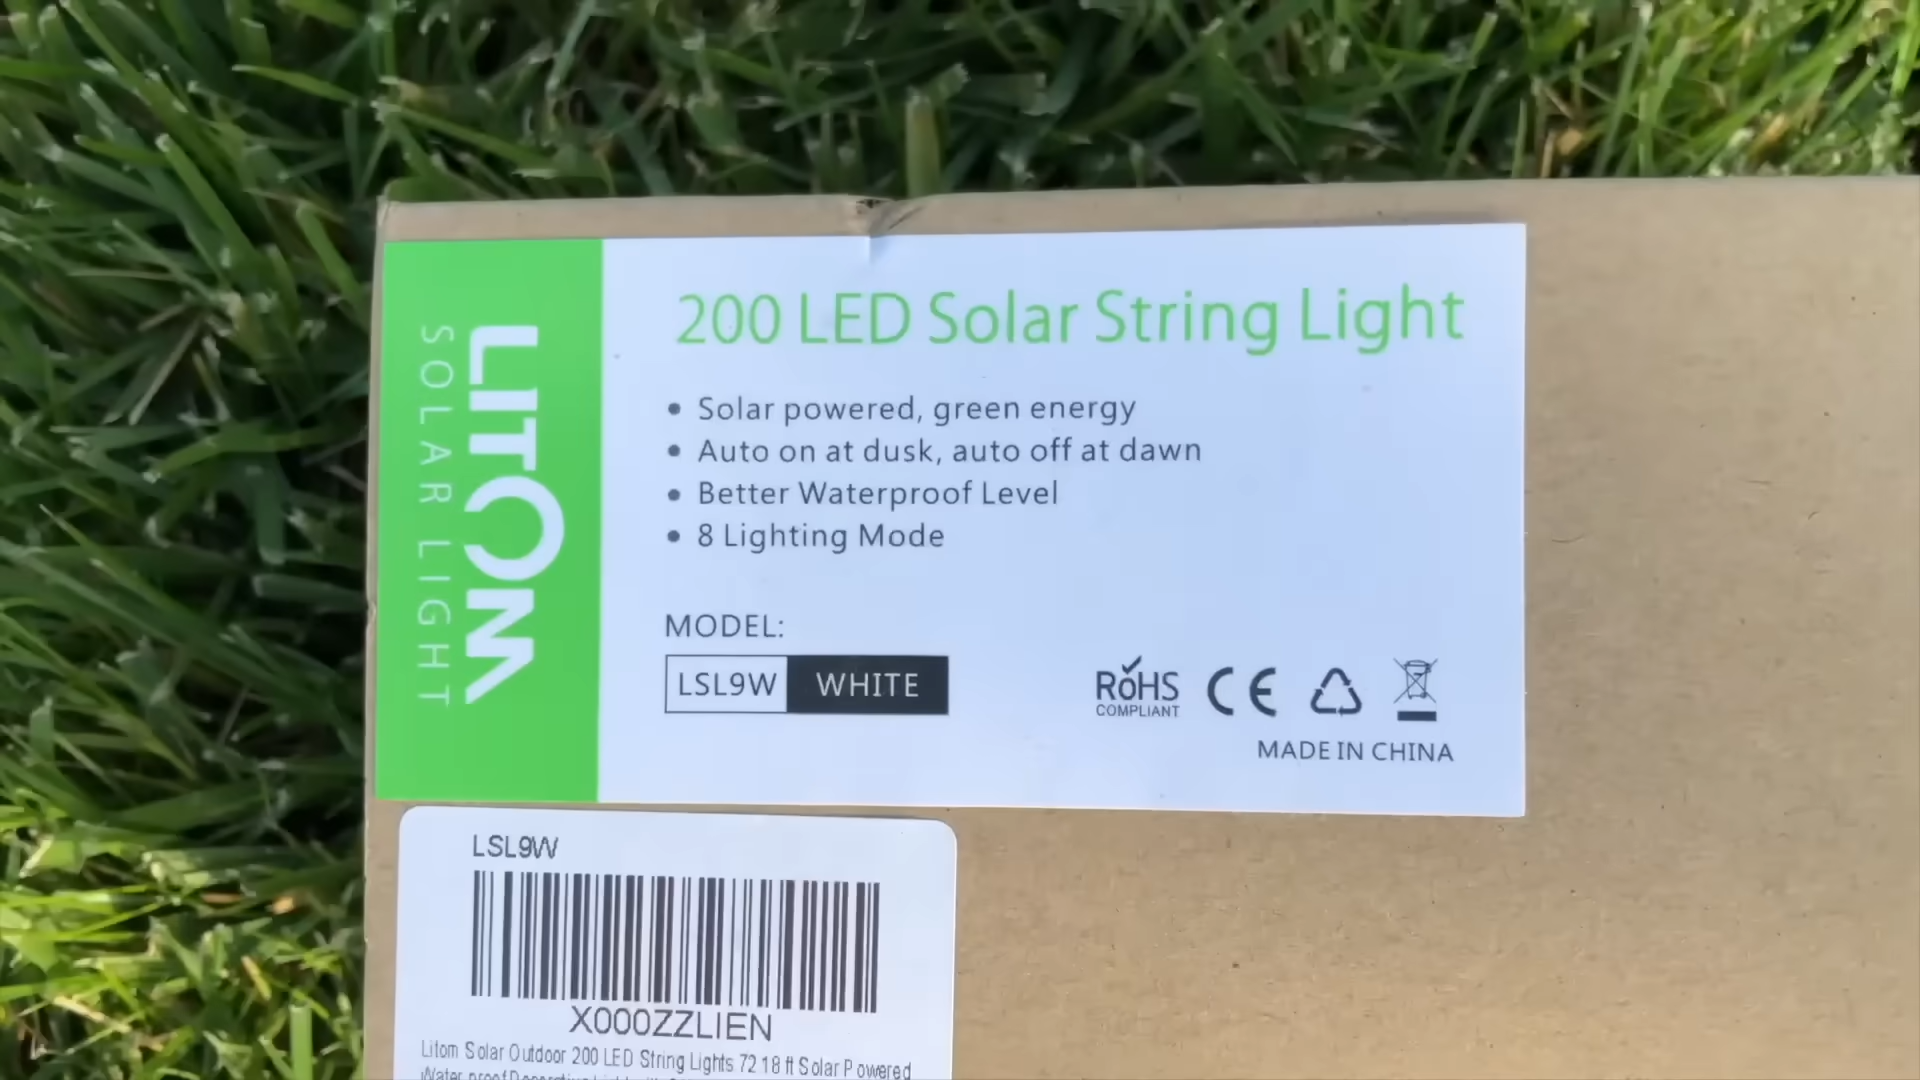 LITOM
SOLAR LIGHT
200 LED Solar String Light
• Solar powered, green energy
• Auto on at dusk, auto off at dawn
• Better Waterproof Level
• 8 Lighting Mode
MODEL:
LSL9W WHITE
RoHS
COMPLIANT
CE
MADE IN CHINA
LSL9W
X000ZZLIEN
Litom Solar Outdoor 200 LED String Lights 72 18 ft Solar Powered